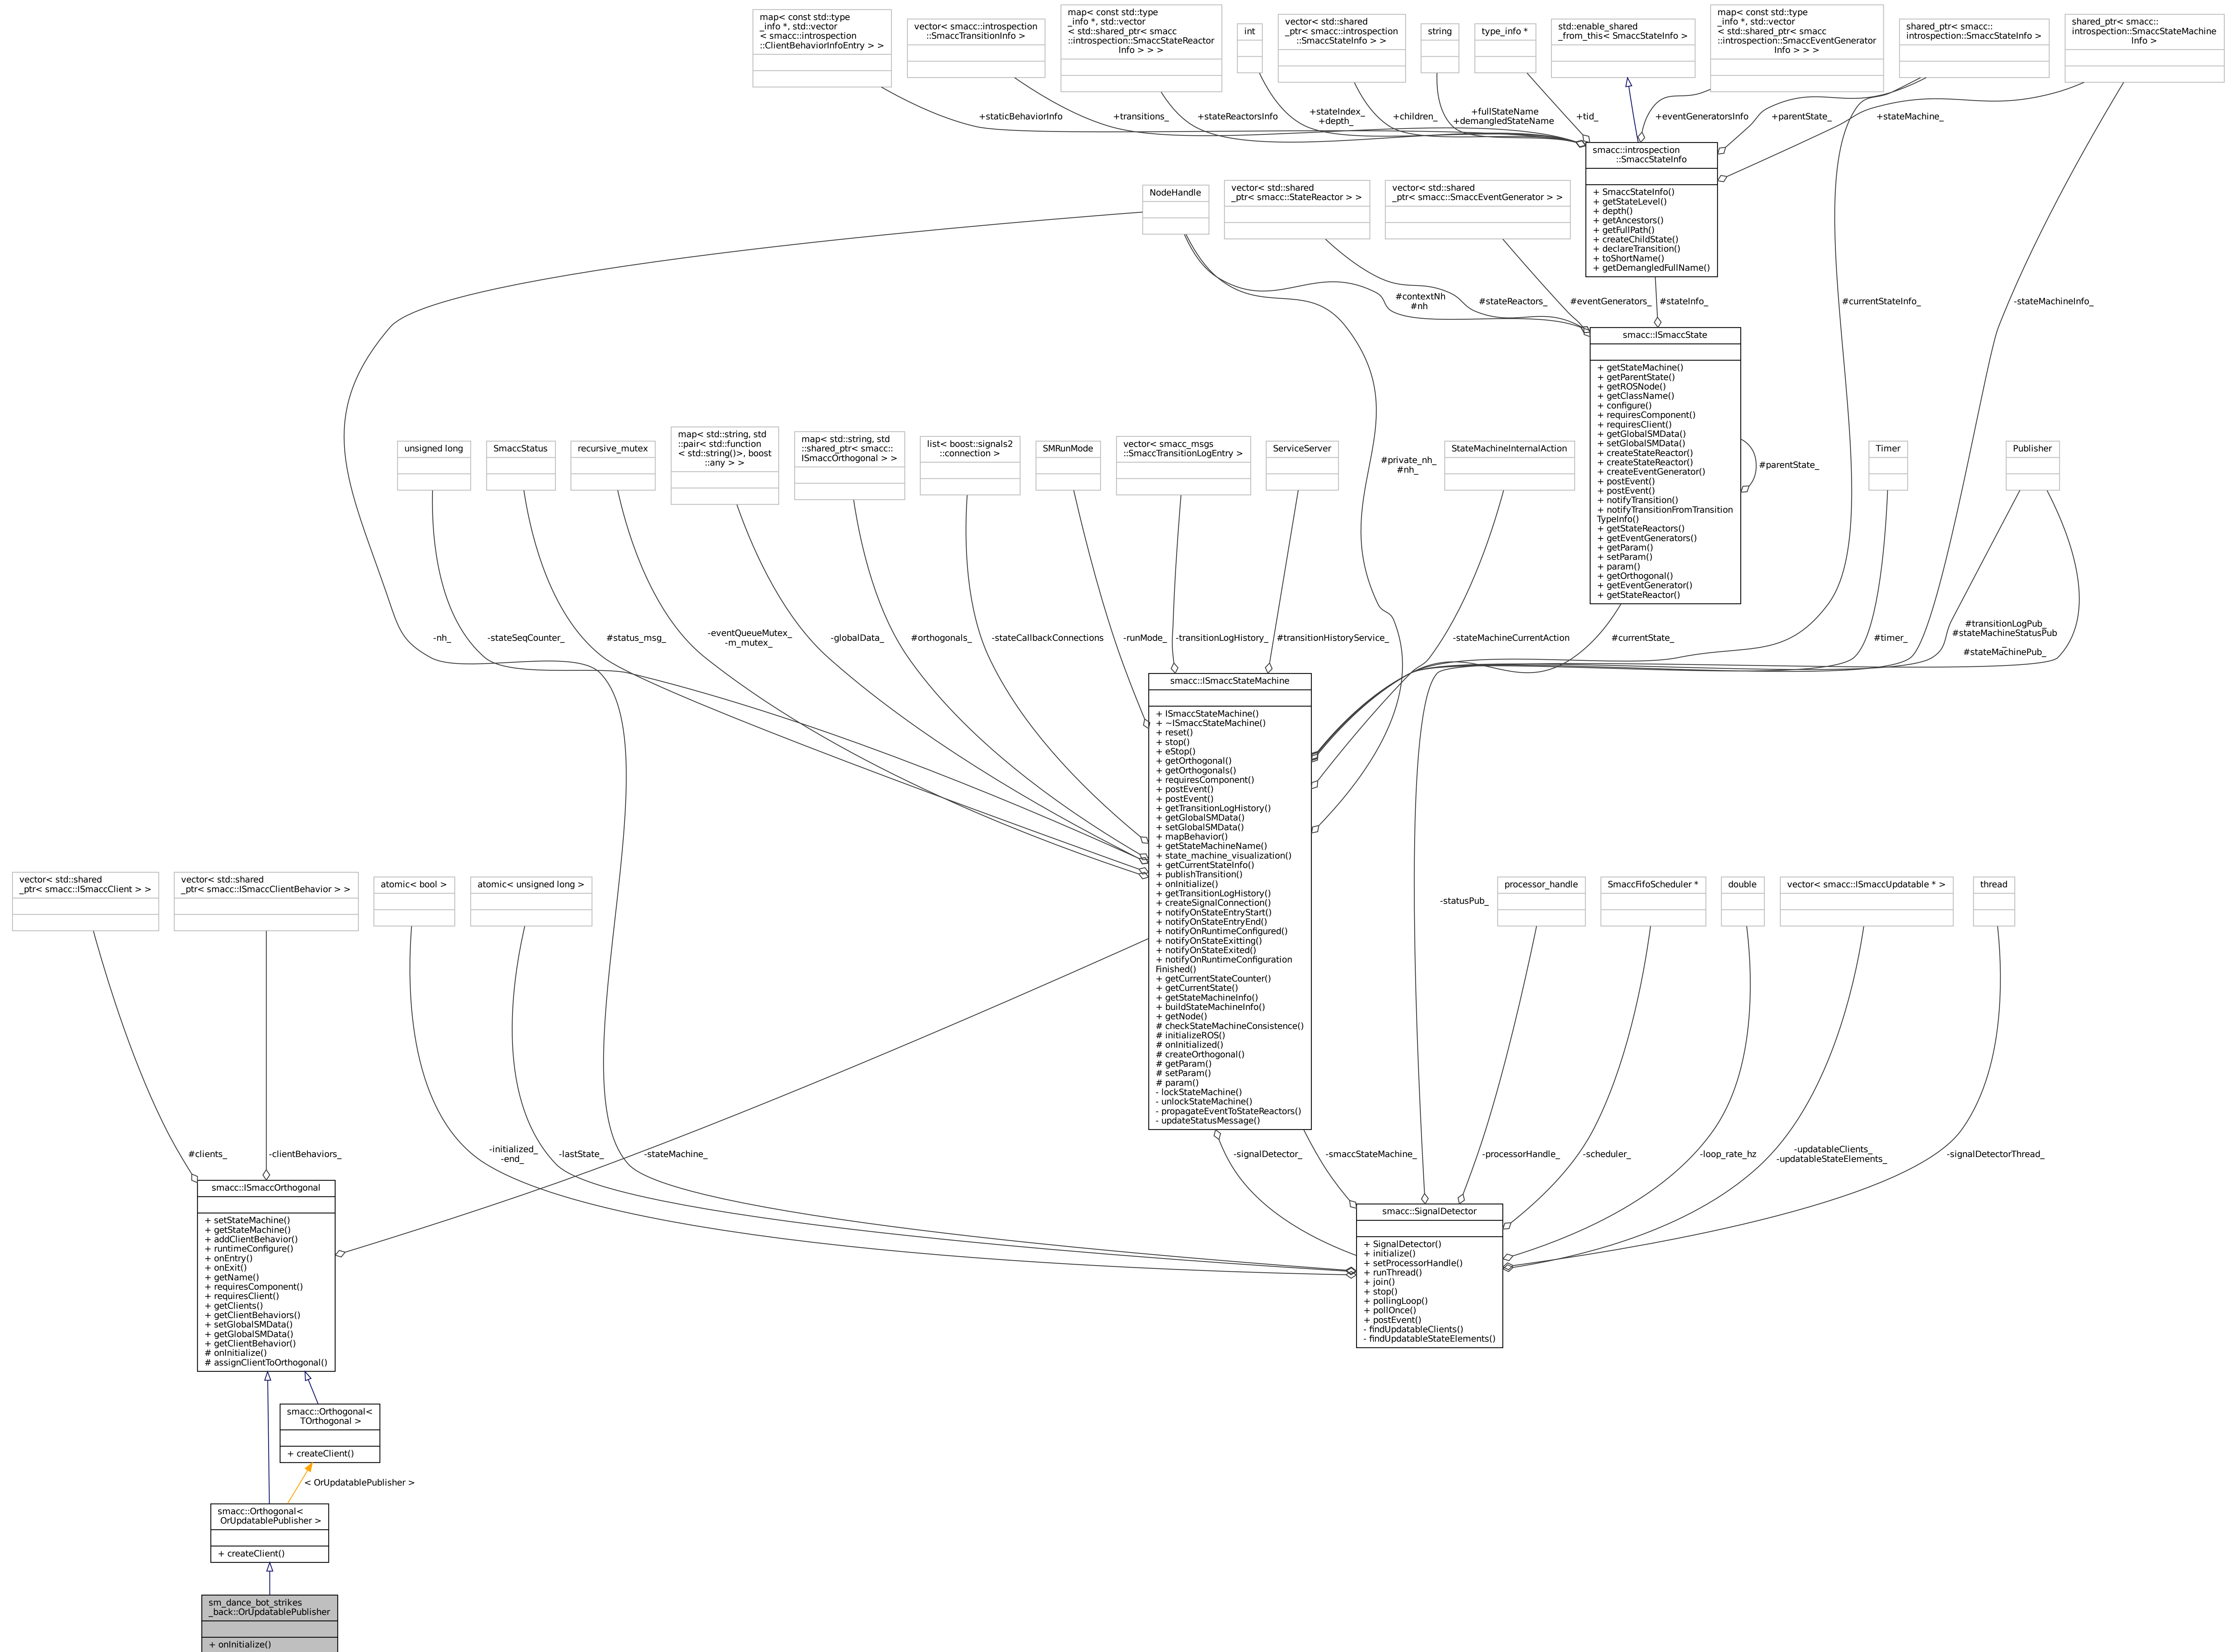 map< const std::type
_info *, std::vector
< smacc::introspection
::ClientBehaviorInfoEntry > >
vector< smacc::introspection
::SmaccTransitionInfo >
map< const std::type
_info *, std::vector
< std::shared_ptr< smacc
::introspection::SmaccStateReactor
Info > > >
int
vector< std::shared
_ptr< smacc::introspection
::SmaccStateInfo > >
string
type_info *
std::enable_shared
_from_this< SmaccStateInfo >
map< const std::type
_info *, std::vector
< std::shared_ptr< smacc
::introspection::SmaccEventGenerator
Info > > >
shared_ptr< smacc::
introspection::SmaccStateInfo >
shared_ptr< smacc::
introspection::SmaccStateMachine
Info >
+staticBehaviorInfo
+transitions_
+stateReactorsInfo
+stateIndex_
+depth_
+children_
+fullStateName
+demangledStateName
+tid_
+eventGeneratorsInfo
+parentState_
+stateMachine_
smacc::introspection
::SmaccStateInfo
+ SmaccStateInfo()
+ getStateLevel()
+ depth()
+ getAncestors()
+ getFullPath()
+ createChildState()
+ declareTransition()
+ toShortName()
+ getDemangledFullName()
NodeHandle
vector< std::shared
_ptr< smacc::StateReactor > >
vector< std::shared
_ptr< smacc::SmaccEventGenerator > >
#contextNh
#nh
#stateReactors_
#eventGenerators_
#stateInfo_
#currentStateInfo_
-stateMachineInfo_
smacc::ISmaccState
+ getStateMachine()
+ getParentState()
+ getROSNode()
+ getClassName()
+ configure()
+ requiresComponent()
+ requiresClient()
+ getGlobalSMData()
+ setGlobalSMData()
+ createStateReactor()
+ createStateReactor()
+ createEventGenerator()
+ postEvent()
+ postEvent()
+ notifyTransition()
+ notifyTransitionFromTransition
TypeInfo()
+ getStateReactors()
+ getEventGenerators()
+ getParam()
+ setParam()
+ param()
+ getOrthogonal()
+ getEventGenerator()
+ getStateReactor()
#parentState_
unsigned long
SmaccStatus
recursive_mutex
map< std::string, std
::pair< std::function
< std::string()>, boost
::any > >
map< std::string, std
::shared_ptr< smacc::
ISmaccOrthogonal > >
list< boost::signals2
::connection >
SMRunMode
vector< smacc_msgs
::SmaccTransitionLogEntry >
ServiceServer
#private_nh_
#nh_
StateMachineInternalAction
Timer
Publisher
-nh_
-stateSeqCounter_
#status_msg_
-eventQueueMutex_
-m_mutex_
-globalData_
#orthogonals_
-stateCallbackConnections
-runMode_
-transitionLogHistory_
#transitionHistoryService_
-stateMachineCurrentAction
#currentState_
#timer_
#transitionLogPub_
#stateMachineStatusPub
_
#stateMachinePub_
smacc::ISmaccStateMachine
+ ISmaccStateMachine()
+ ~ISmaccStateMachine()
+ reset()
+ stop()
+ eStop()
+ getOrthogonal()
+ getOrthogonals()
+ requiresComponent()
+ postEvent()
+ postEvent()
+ getTransitionLogHistory()
+ getGlobalSMData()
+ setGlobalSMData()
+ mapBehavior()
+ getStateMachineName()
+ state_machine_visualization()
+ getCurrentStateInfo()
+ publishTransition()
+ onInitialize()
+ getTransitionLogHistory()
+ createSignalConnection()
+ notifyOnStateEntryStart()
+ notifyOnStateEntryEnd()
+ notifyOnRuntimeConfigured()
+ notifyOnStateExitting()
+ notifyOnStateExited()
+ notifyOnRuntimeConfiguration
Finished()
+ getCurrentStateCounter()
+ getCurrentState()
+ getStateMachineInfo()
+ buildStateMachineInfo()
+ getNode()
# checkStateMachineConsistence()
# initializeROS()
# onInitialized()
# createOrthogonal()
# getParam()
# setParam()
# param()
- lockStateMachine()
- unlockStateMachine()
- propagateEventToStateReactors()
- updateStatusMessage()
vector< std::shared
_ptr< smacc::ISmaccClient > >
vector< std::shared
_ptr< smacc::ISmaccClientBehavior > >
atomic< bool >
atomic< unsigned long >
-statusPub_
processor_handle
SmaccFifoScheduler *
double
vector< smacc::ISmaccUpdatable * >
thread
#clients_
-clientBehaviors_
-initialized_
-end_
-lastState_
-stateMachine_
-signalDetector_
-smaccStateMachine_
-processorHandle_
-scheduler_
-loop_rate_hz
-updatableClients_
-updatableStateElements_
-signalDetectorThread_
smacc::ISmaccOrthogonal
+ setStateMachine()
+ getStateMachine()
+ addClientBehavior()
+ runtimeConfigure()
+ onEntry()
+ onExit()
+ getName()
+ requiresComponent()
+ requiresClient()
+ getClients()
+ getClientBehaviors()
+ setGlobalSMData()
+ getGlobalSMData()
+ getClientBehavior()
# onInitialize()
# assignClientToOrthogonal()
smacc::SignalDetector
+ SignalDetector()
+ initialize()
+ setProcessorHandle()
+ runThread()
+ join()
+ stop()
+ pollingLoop()
+ pollOnce()
+ postEvent()
- findUpdatableClients()
- findUpdatableStateElements()
smacc::Orthogonal<
TOrthogonal >
+ createClient()
< OrUpdatablePublisher >
smacc::Orthogonal<
OrUpdatablePublisher >
+ createClient()
sm_dance_bot_strikes
_back::OrUpdatablePublisher
+ onInitialize()